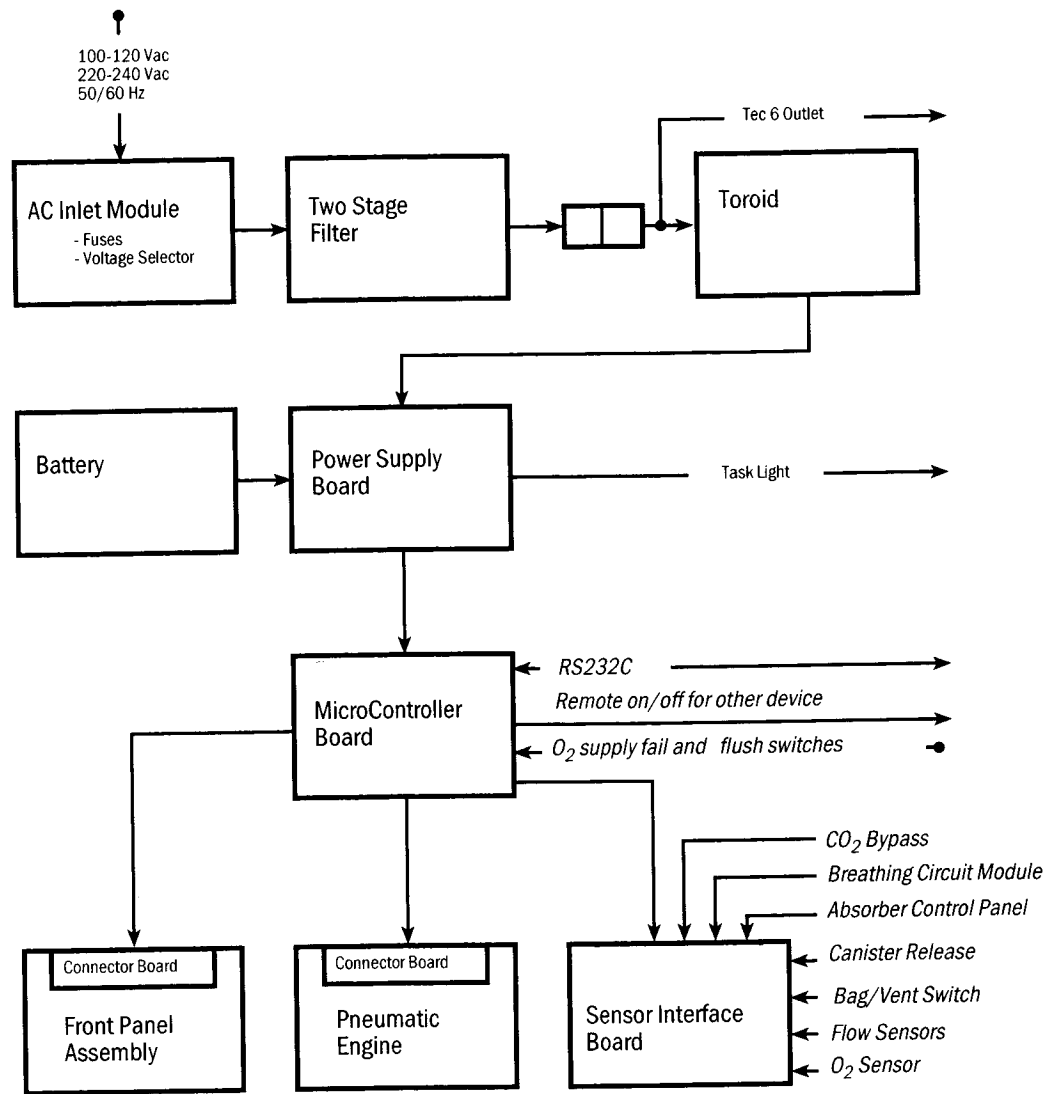 100-120 Vac
220-240 Vac
50/60 Hz
Tec 6 Outlet
AC Inlet Module
- Fuses
- Voltage Selector
Two Stage
Filter
Toroid
Battery
Power Supply
Board
Task Light
MicroController
Board
RS232C
Remote on/off for other device
O2 supply fail and flush switches
CO2 Bypass
Breathing Circuit Module
Absorber Control Panel
Canister Release
Bag/Vent Switch
Flow Sensors
O2 Sensor
Connector Board
Front Panel
Assembly
Connector Board
Pneumatic
Engine
Sensor Interface
Board